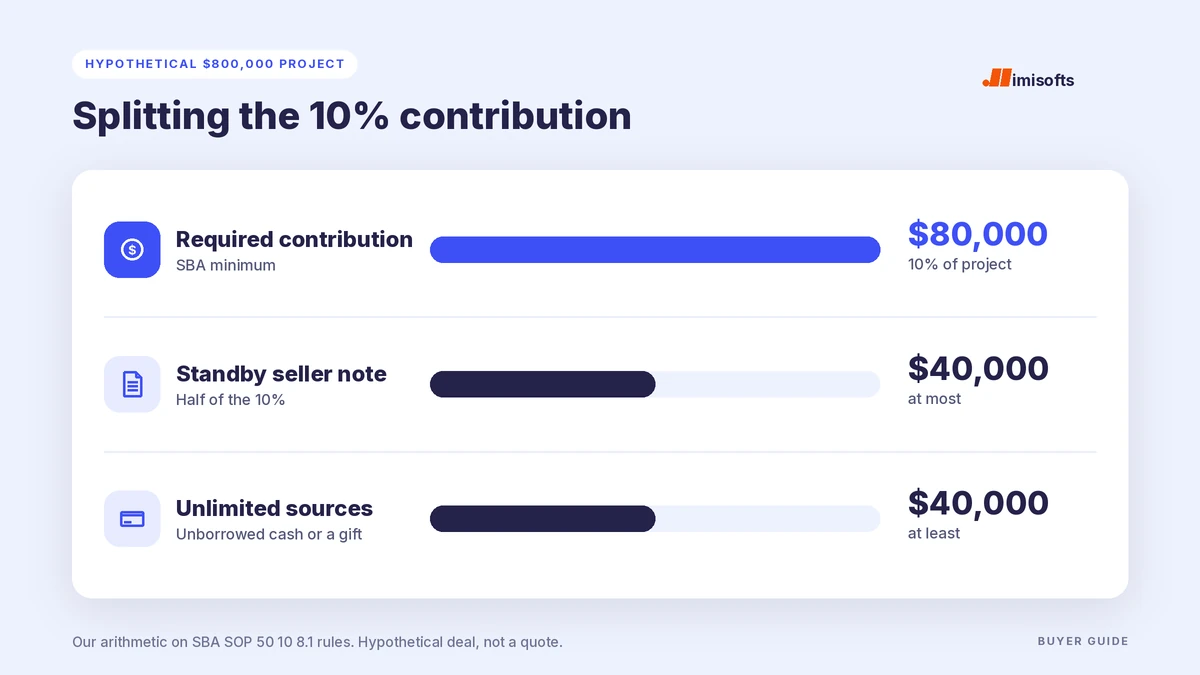 HYPOTHETICAL $800,000 PROJECT
imisofts
Splitting the 10% contribution
$
Required contribution
SBA minimum
$80,000
10% of project
Standby seller note
Half of the 10%
$40,000
at most
Unlimited sources
Unborrowed cash or a gift
$40,000
at least
Our arithmetic on SBA SOP 50 10 8.1 rules. Hypothetical deal, not a quote.
BUYER GUIDE